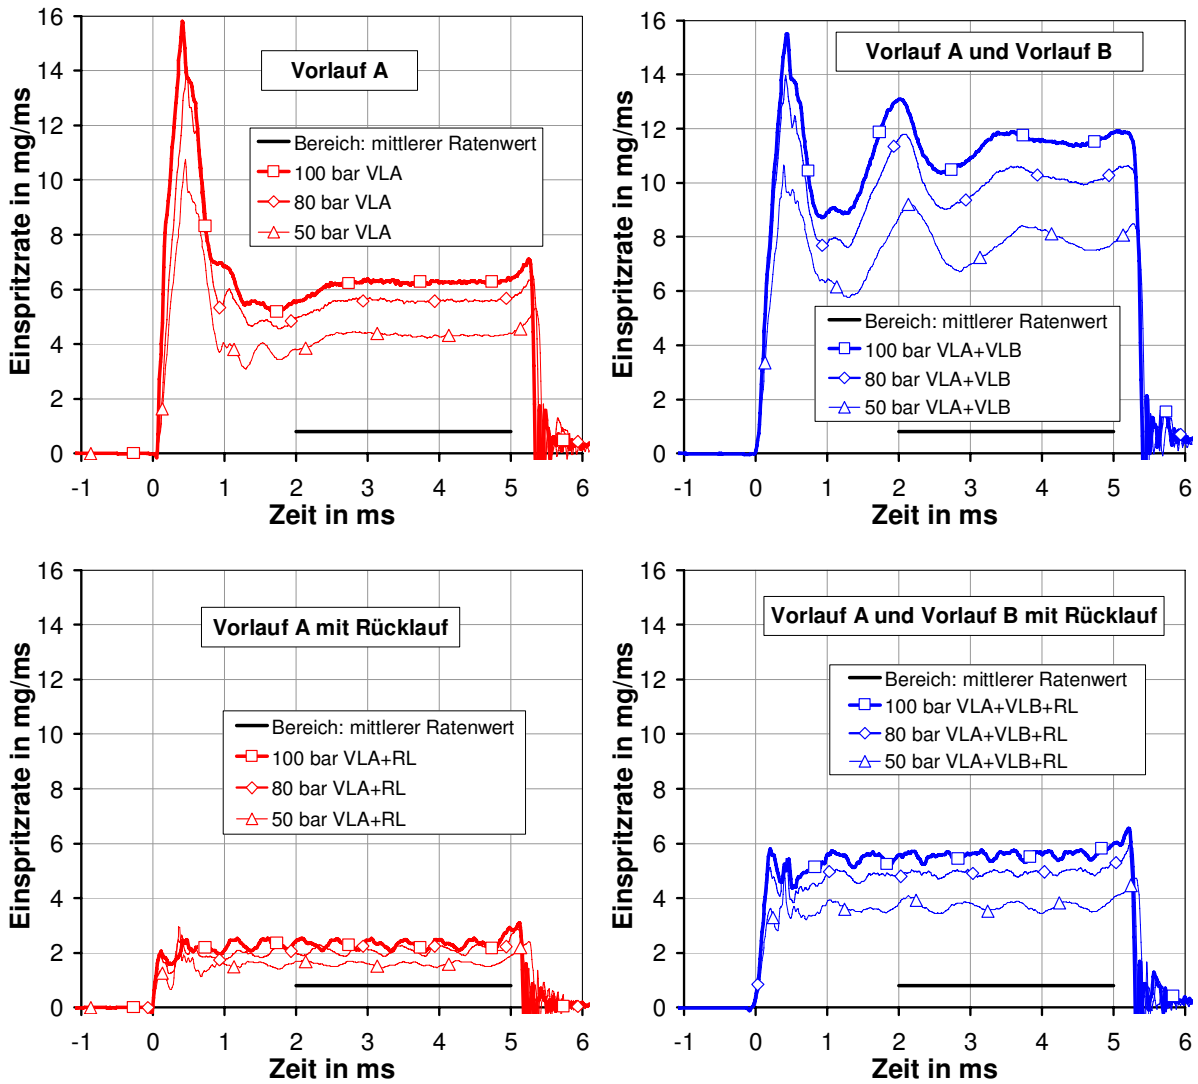 Vorlauf A
Bereich: mittlerer Ratenwert
100 bar VLA
80 bar VLA
50 bar VLA
Einspritzrate in mg/ms
16
14
12
10
8
6
4
2
0
-1 0 1 2 3 4 5 6
Zeit in ms
Vorlauf A und Vorlauf B
Bereich: mittlerer Ratenwert
100 bar VLA+VLB
80 bar VLA+VLB
50 bar VLA+VLB
Einspritzrate in mg/ms
16
14
12
10
8
6
4
2
0
-1 0 1 2 3 4 5 6
Zeit in ms
Vorlauf A mit Rücklauf
Bereich: mittlerer Ratenwert
100 bar VLA+RL
80 bar VLA+RL
50 bar VLA+RL
Einspritzrate in mg/ms
16
14
12
10
8
6
4
2
0
-1 0 1 2 3 4 5 6
Zeit in ms
Vorlauf A und Vorlauf B mit Rücklauf
Bereich: mittlerer Ratenwert
100 bar VLA+VLB+RL
80 bar VLA+VLB+RL
50 bar VLA+VLB+RL
Einspritzrate in mg/ms
16
14
12
10
8
6
4
2
0
-1 0 1 2 3 4 5 6
Zeit in ms